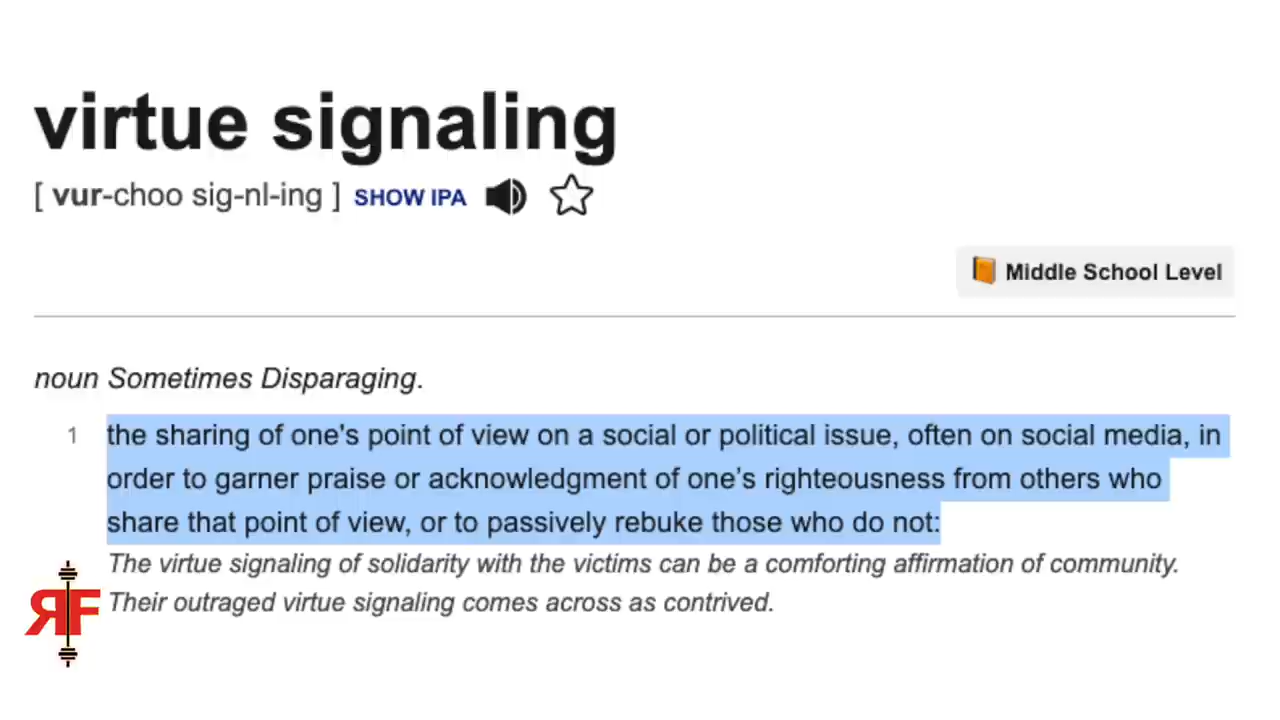 virtue signaling
[ vur-choo sig-nl-ing ] SHOW IPA
Middle School Level
noun Sometimes Disparaging.
1 the sharing of one's point of view on a social or political issue, often on social media, in
order to garner praise or acknowledgment of one’s righteousness from others who
share that point of view, or to passively rebuke those who do not:
The virtue signaling of solidarity with the victims can be a comforting affirmation of community.
Their outraged virtue signaling comes across as contrived.
RF